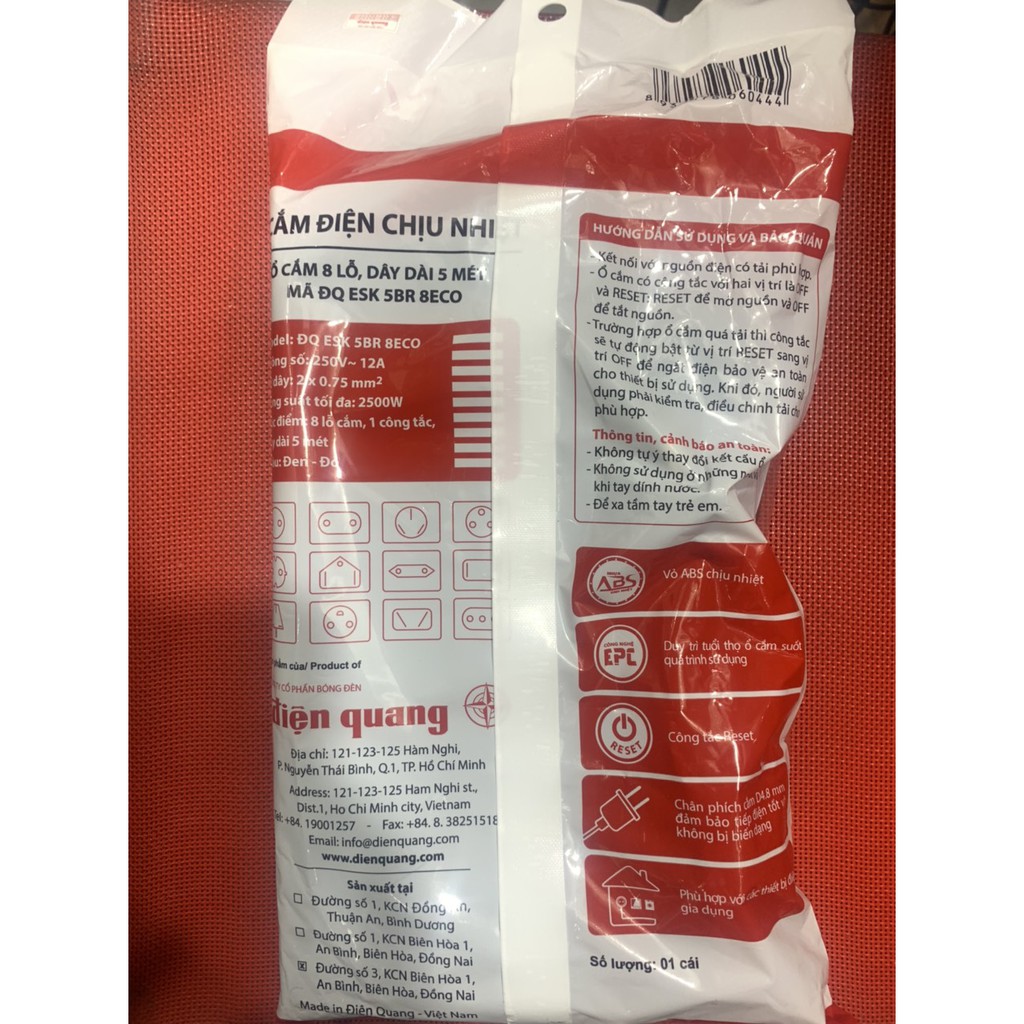 60444
CẮM ĐIỆN CHỊU NHI
Ổ CẮM 8 LỖ, DÂY DÀI 5 MÉT
MÃ ĐQ ESK 5BR 8ECO
del: ĐQ ESK 5BR 8ECO
ng số: 250V~ 12A
dây: 2 x 0.75 mm²
ng suất tối đa: 2500W
điểm: 8 lỗ cắm, 1 công tắc,
dài 5 mét
Đen - Đỏ
phẩm của/ Product of
TY CỔ PHẦN BÓNG ĐÈN
điện quang
Địa chỉ: 121-123-125 Hàm Nghi,
P. Nguyễn Thái Bình, Q.1, TP. Hồ Chí Minh
Address: 121-123-125 Ham Nghi st.,
Dist.1, Ho Chi Minh city, Vietnam
Tel: +84. 19001257 - Fax: +84. 8. 38251518
Email: info@dienquang.com
www.dienquang.com
Sản xuất tại
Đường số 1, KCN Đồng An,
Thuận An, Bình Dương
Đường số 1, KCN Biên Hòa 1,
An Bình, Biên Hòa, Đồng Nai
Đường số 3, KCN Biên Hòa 1,
An Bình, Biên Hòa, Đồng Nai
Made in Điện Quang - Việt Nam
HƯỚNG DẪN SỬ DỤNG VÀ BẢO QUẢN
- Kết nối với nguồn điện có tải phù hợp.
- Ổ cắm có công tắc với hai vị trí là OFF
và RESET: RESET để mở nguồn và OFF
để tắt nguồn.
- Trường hợp ổ cắm quá tải thì công tắc
sẽ tự động bật từ vị trí RESET sang vị
trí OFF để ngắt điện bảo vệ an toàn
cho thiết bị sử dụng. Khi đó, người sử
dụng phải kiểm tra, điều chỉnh tải cho
phù hợp.
Thông tin, cảnh báo an toàn:
- Không tự ý thay đổi kết cấu ổ
- Không sử dụng ở những nơi
khi tay dính nước.
- Để xa tầm tay trẻ em.
ABS
Vỏ ABS chịu nhiệt
CÔNG NGHỆ
EPC
Duy trì tuổi thọ ổ cắm suốt
quá trình sử dụng
RESET
Công tắc Reset
Chân phích cắm D4.8 mm
đảm bảo tiếp điện tốt
không bị biến dạng
Phù hợp với các thiết bị
gia dụng
Số lượng: 01 cái